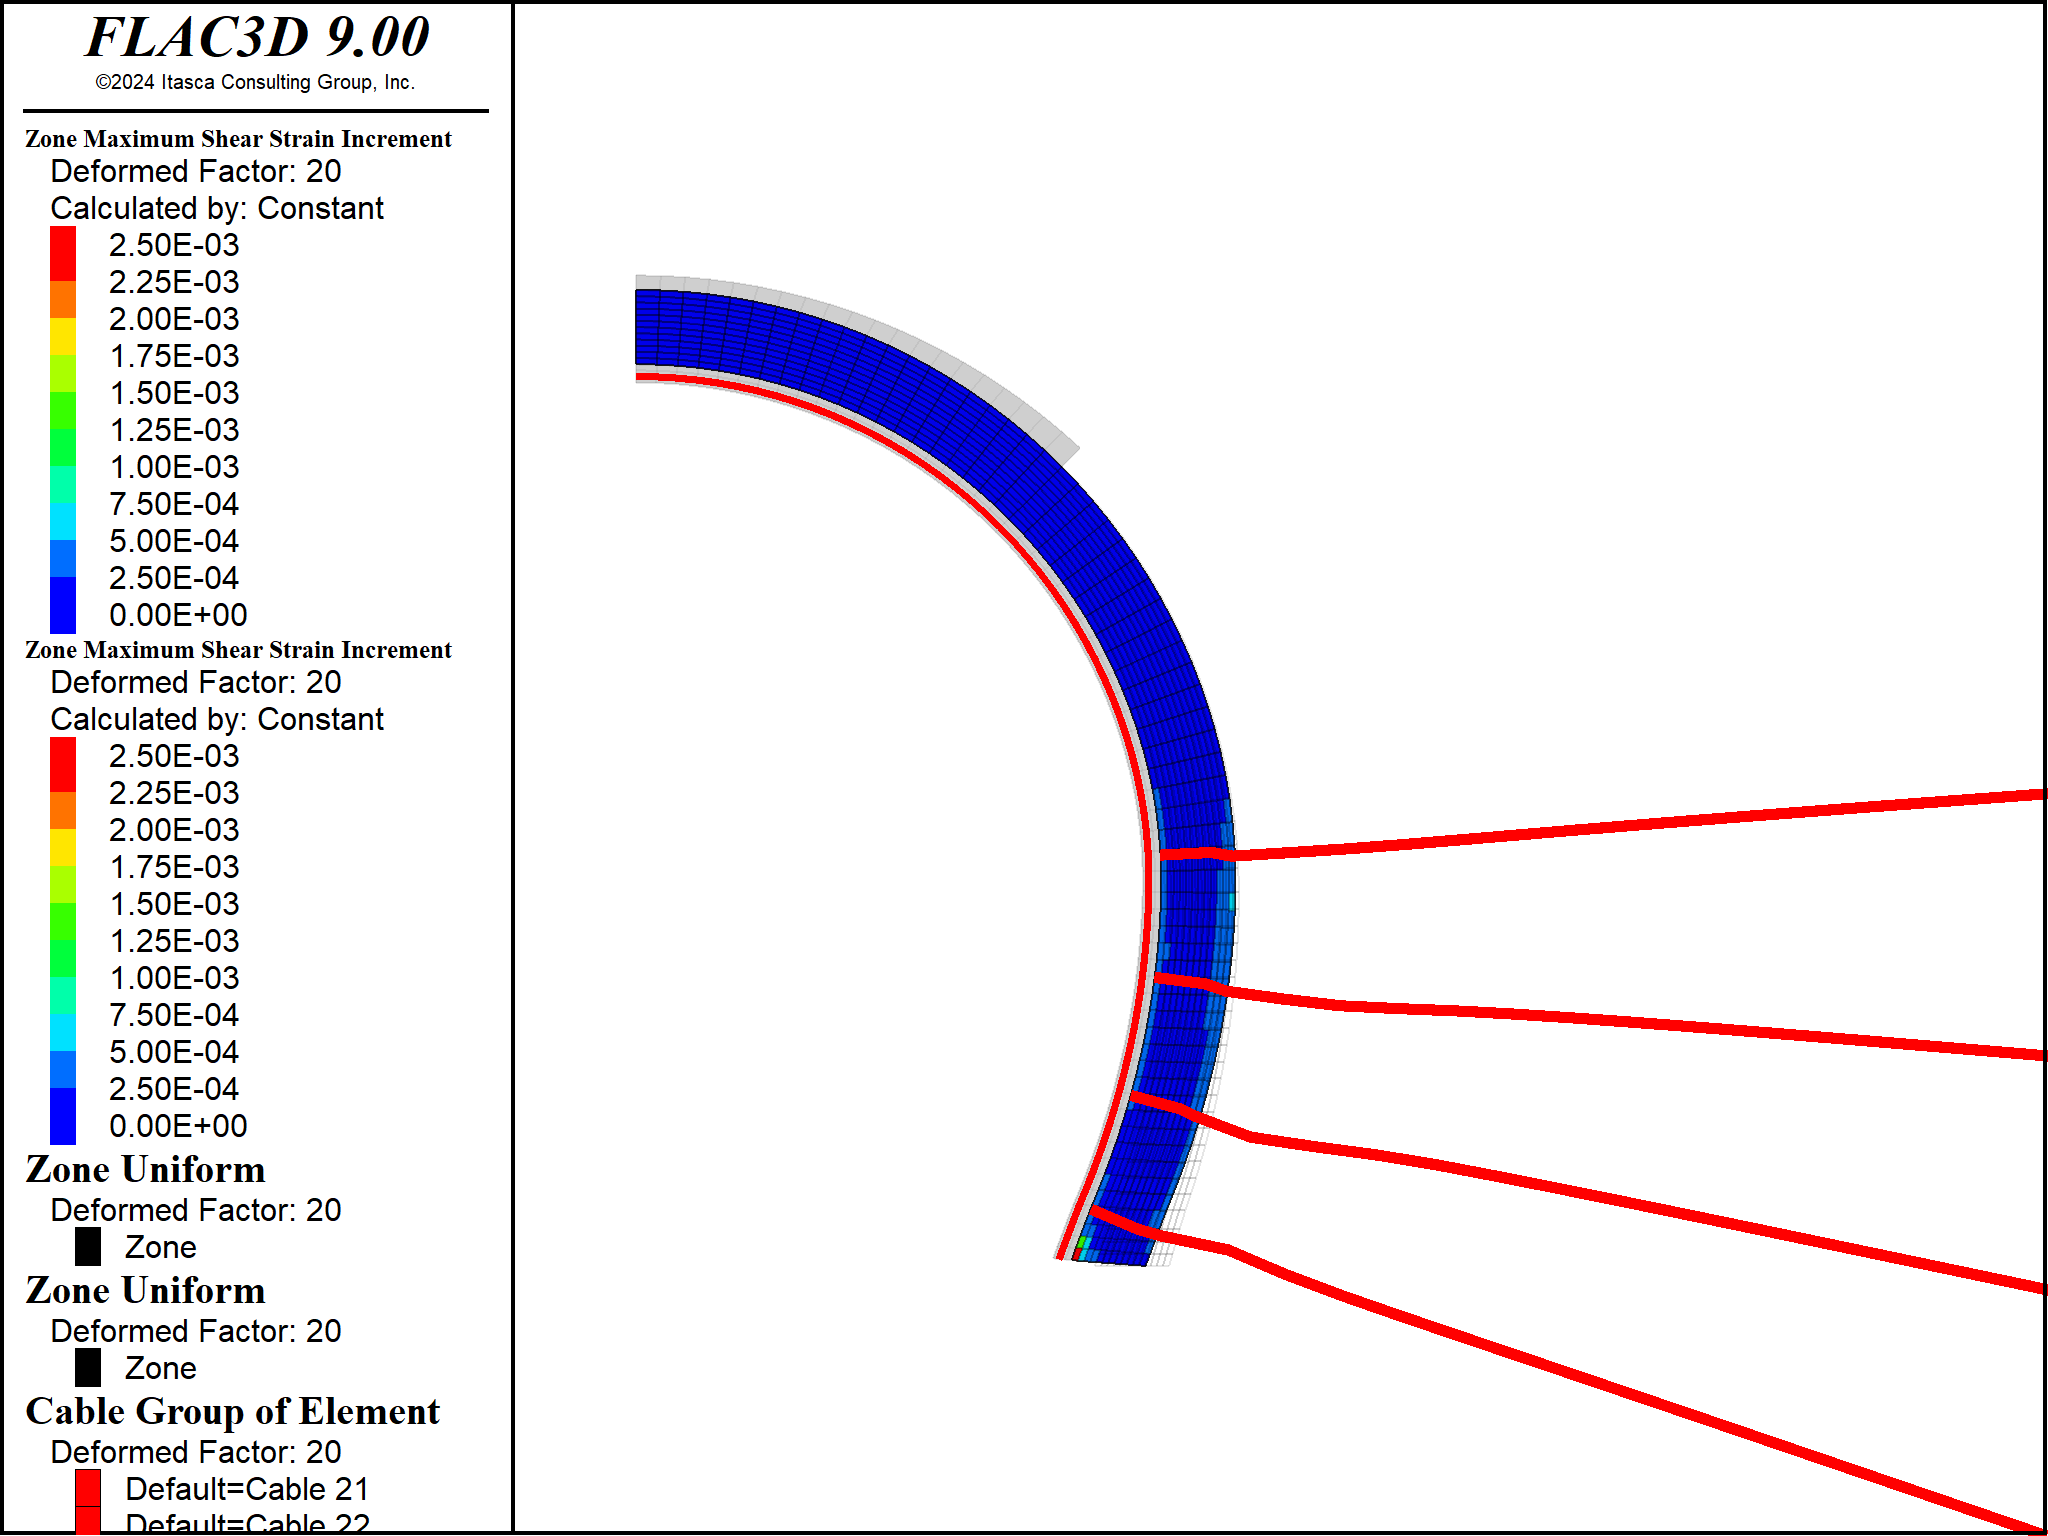 FLAC3D 9.00
©2024 Itasca Consulting Group, Inc.
Zone Maximum Shear Strain Increment
Deformed Factor: 20
Calculated by: Constant
2.50E-03
2.25E-03
2.00E-03
1.75E-03
1.50E-03
1.25E-03
1.00E-03
7.50E-04
5.00E-04
2.50E-04
0.00E+00
Zone Maximum Shear Strain Increment
Deformed Factor: 20
Calculated by: Constant
2.50E-03
2.25E-03
2.00E-03
1.75E-03
1.50E-03
1.25E-03
1.00E-03
7.50E-04
5.00E-04
2.50E-04
0.00E+00
Zone Uniform
Deformed Factor: 20
Zone
Zone Uniform
Deformed Factor: 20
Zone
Cable Group of Element
Deformed Factor: 20
Default=Cable 21
Default=Cable 22